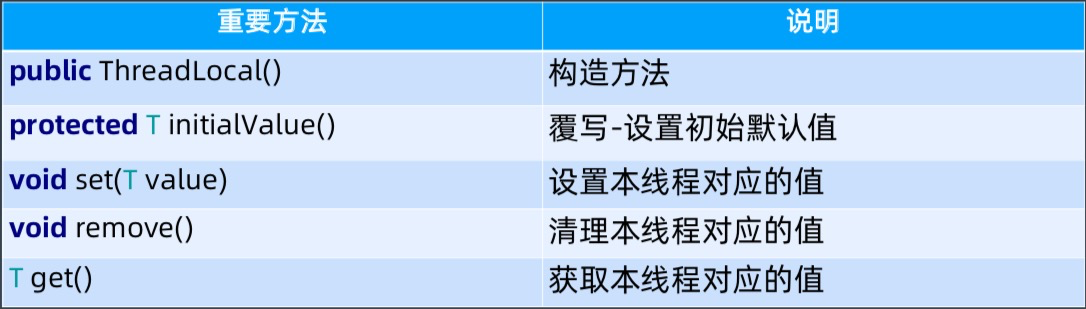 重要方法 说明
public ThreadLocal() 构造方法
protected T initialValue() 覆写-设置初始默认值
void set(T value) 设置本线程对应的值
void remove() 清理本线程对应的值
T get() 获取本线程对应的值